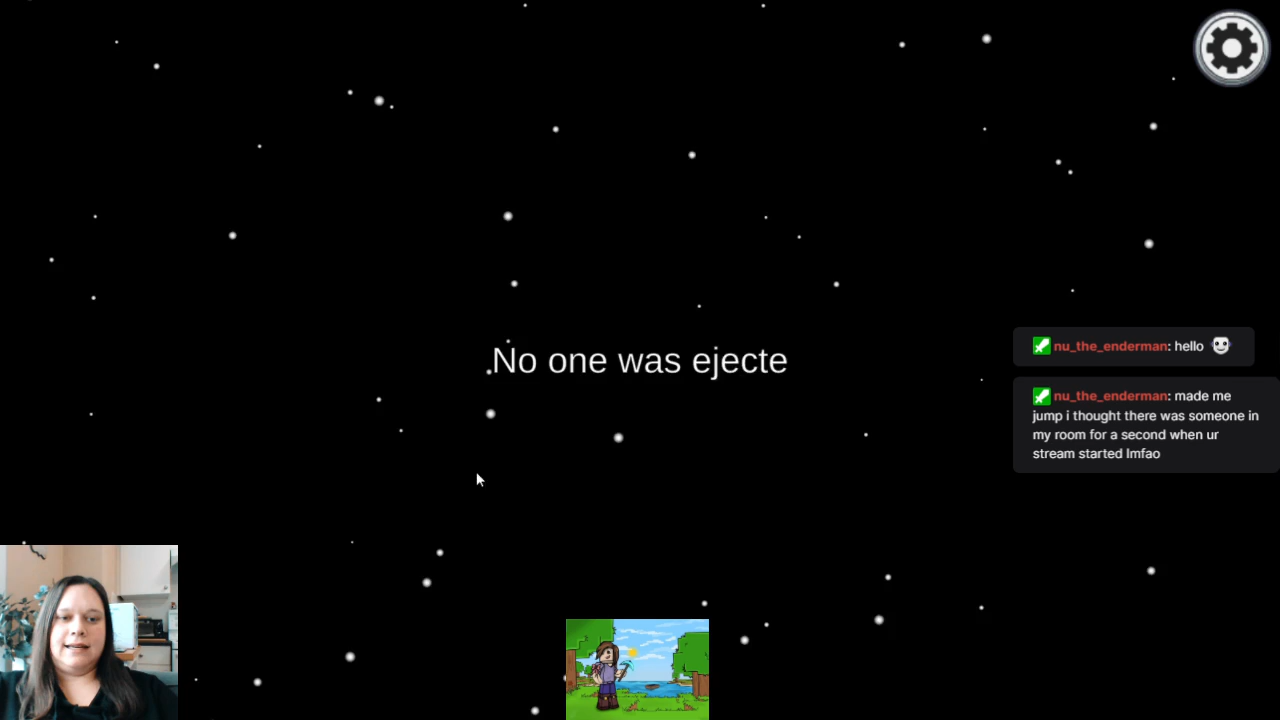 No one was ejecte
nu_the_enderman: hello
nu_the_enderman: made me
jump i thought there was someone in
my room for a second when ur
stream started lmfao